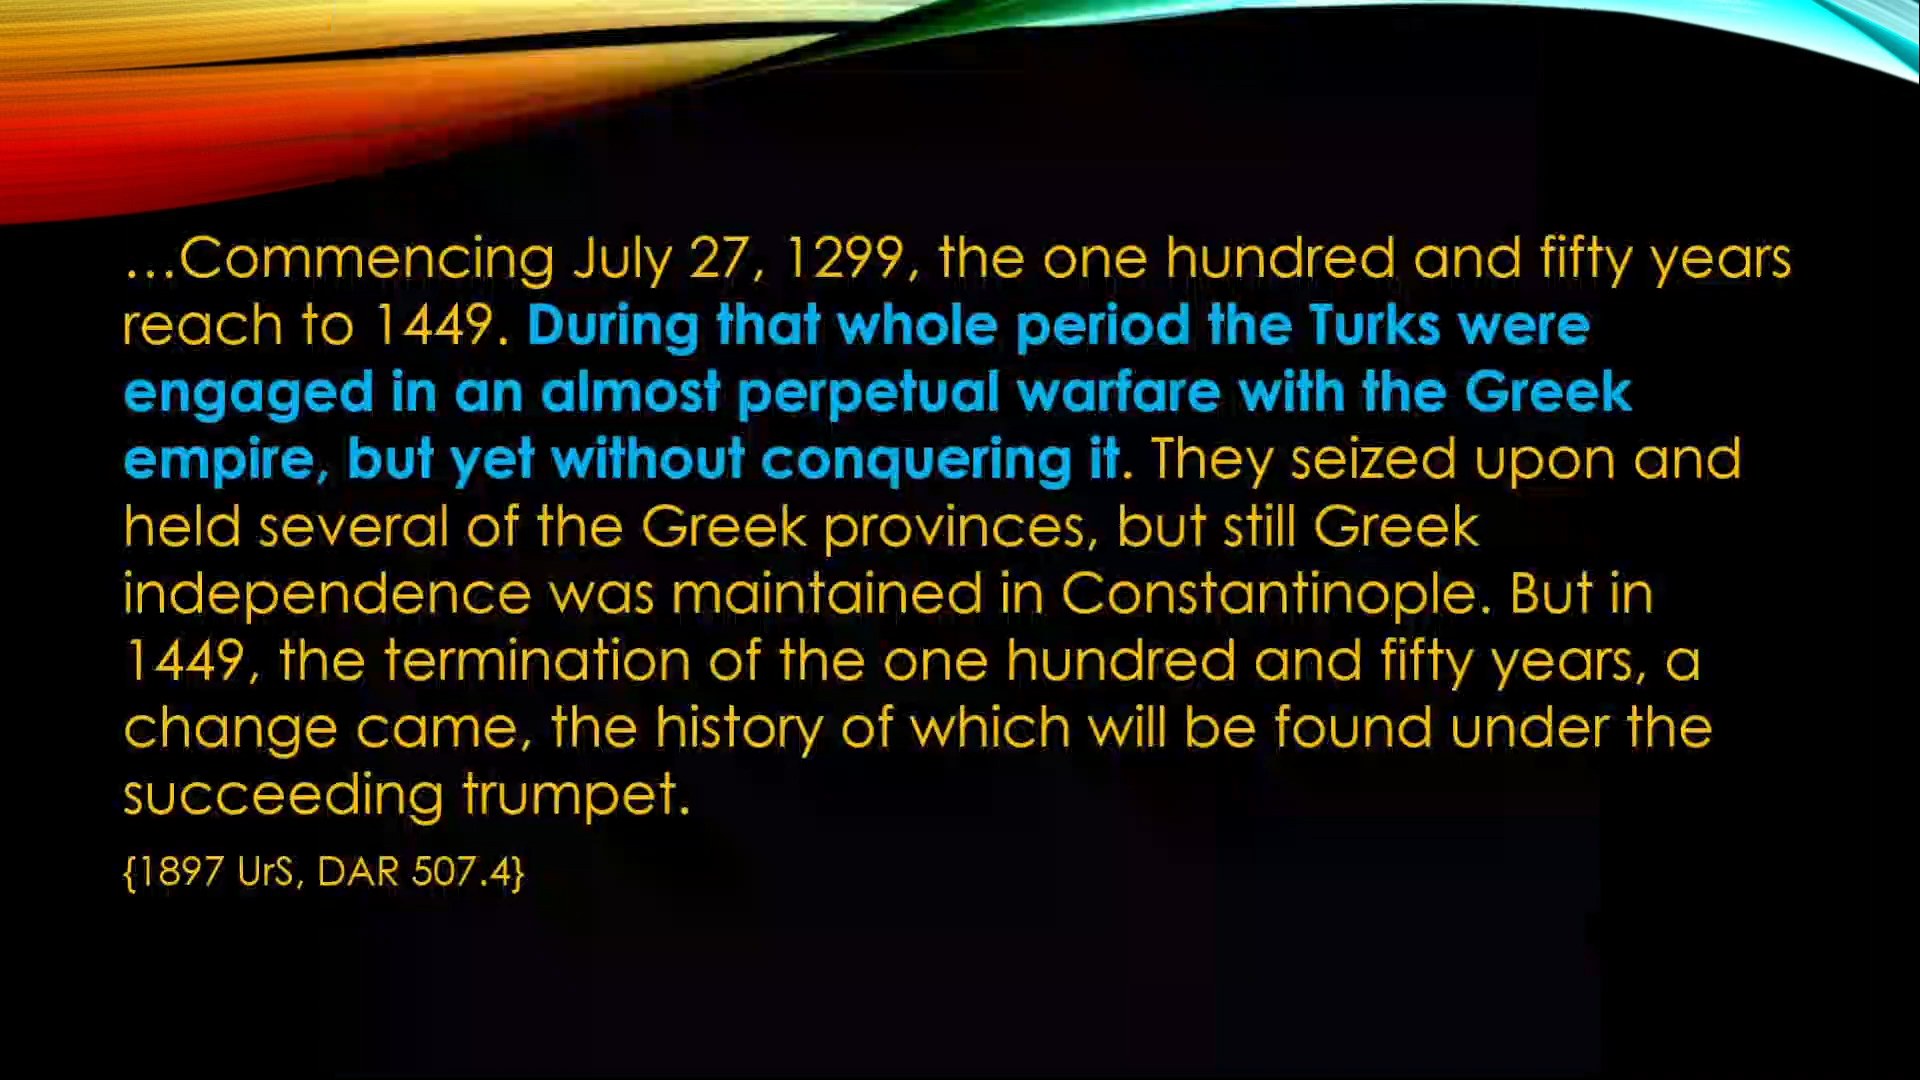 …Commencing July 27, 1299, the one hundred and fifty years
reach to 1449. During that whole period the Turks were
engaged in an almost perpetual warfare with the Greek
empire, but yet without conquering it. They seized upon and
held several of the Greek provinces, but still Greek
independence was maintained in Constantinople. But in
1449, the termination of the one hundred and fifty years, a
change came, the history of which will be found under the
succeeding trumpet.
{1897 UrS, DAR 507.4}